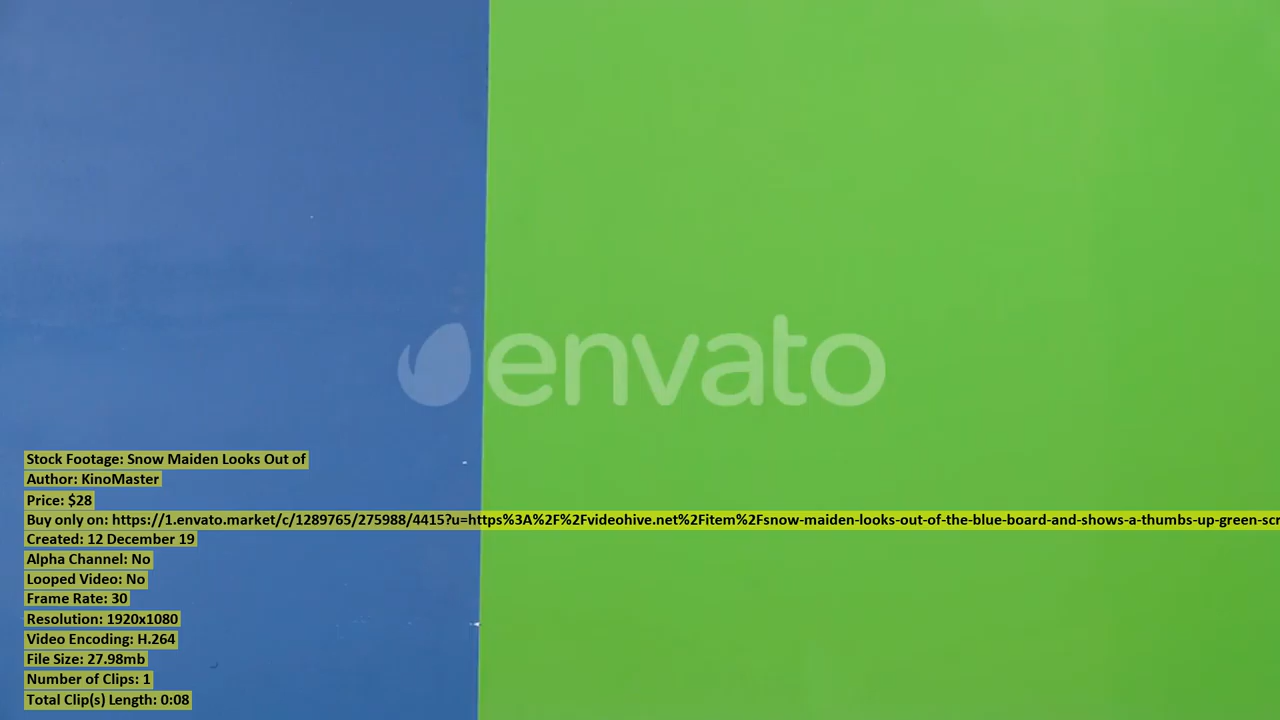 envato
Stock Footage: Snow Maiden Looks Out of
Author: KinoMaster
Price: $28
Buy only on: https://1.envato.market/c/1289765/275988/4415?u=https%3A%2F%2Fvideohive.net%2Fitem%2Fsnow-maiden-looks-out-of-the-blue-board-and-shows-a-thumbs-up-green-scr
Created: 12 December 19
Alpha Channel: No
Looped Video: No
Frame Rate: 30
Resolution: 1920x1080
Video Encoding: H.264
File Size: 27.98mb
Number of Clips: 1
Total Clip(s) Length: 0:08